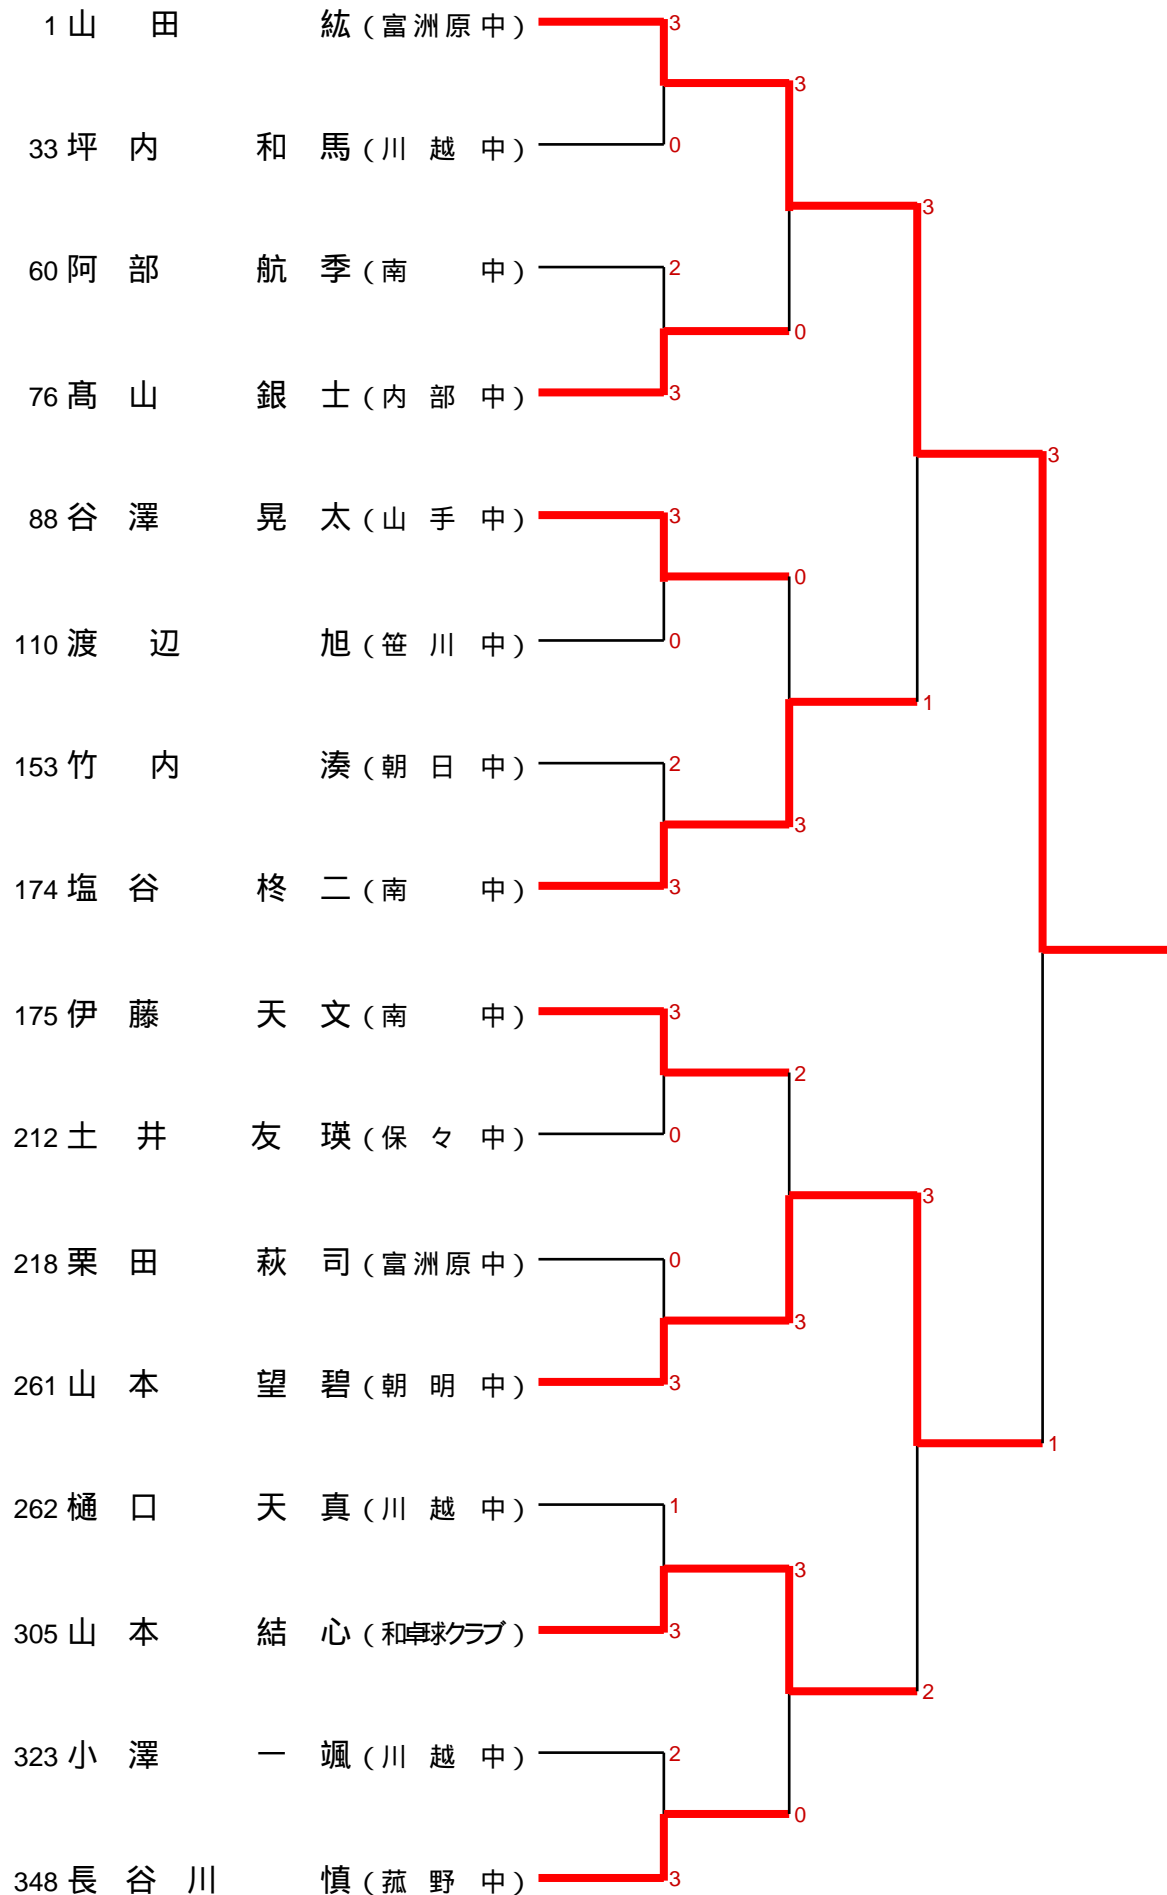 1 山田 紘 (富洲原中) 3
3
33 坪内 和馬 (川越中) 0
3
60 阿部 航季 (南中) 2
0
76 髙山 銀士 (内部中) 3
3
88 谷澤 晃太 (山手中) 3
0
110 渡辺 旭 (笹川中) 0
1
153 竹内 湊 (朝日中) 2
3
174 塩谷 柊二 (南中) 3
175 伊藤 天文 (南中) 3
2
212 土井 友瑛 (保々中) 0
3
218 栗田 萩司 (富洲原中) 0
3
261 山本 望碧 (朝明中) 3
1
262 樋口 天真 (川越中) 1
3
305 山本 結心 (和卓球クラブ) 3
2
323 小澤 一颯 (川越中) 2
0
348 長谷川 慎 (菰野中) 3